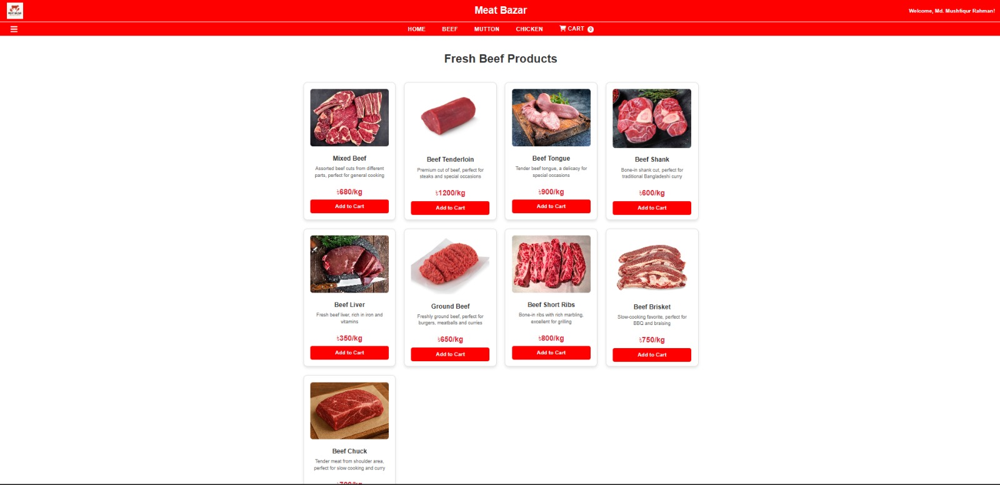 MEAT BAZAR
Meat Bazar
Welcome, Md. Mushfiqur Rahman!
HOME BEEF MUTTON CHICKEN CART 0
Fresh Beef Products
Mixed Beef
Assorted beef cuts from different
parts, perfect for general cooking
৳680/kg
Add to Cart
Beef Tenderloin
Premium cut of beef, perfect for
steaks and special occasions
৳1200/kg
Add to Cart
Beef Tongue
Tender beef tongue, a delicacy for
special occasions
৳900/kg
Add to Cart
Beef Shank
Bone-in shank cut, perfect for
traditional Bangladeshi curry
৳600/kg
Add to Cart
Beef Liver
Fresh beef liver, rich in iron and
vitamins
৳350/kg
Add to Cart
Ground Beef
Freshly ground beef, perfect for
burgers, meatballs and curries
৳650/kg
Add to Cart
Beef Short Ribs
Bone-in ribs with rich marbling,
excellent for grilling
৳800/kg
Add to Cart
Beef Brisket
Slow-cooking favorite, perfect for
BBQ and braising
৳750/kg
Add to Cart
Beef Chuck
Tender meat from shoulder area,
perfect for slow cooking and curry